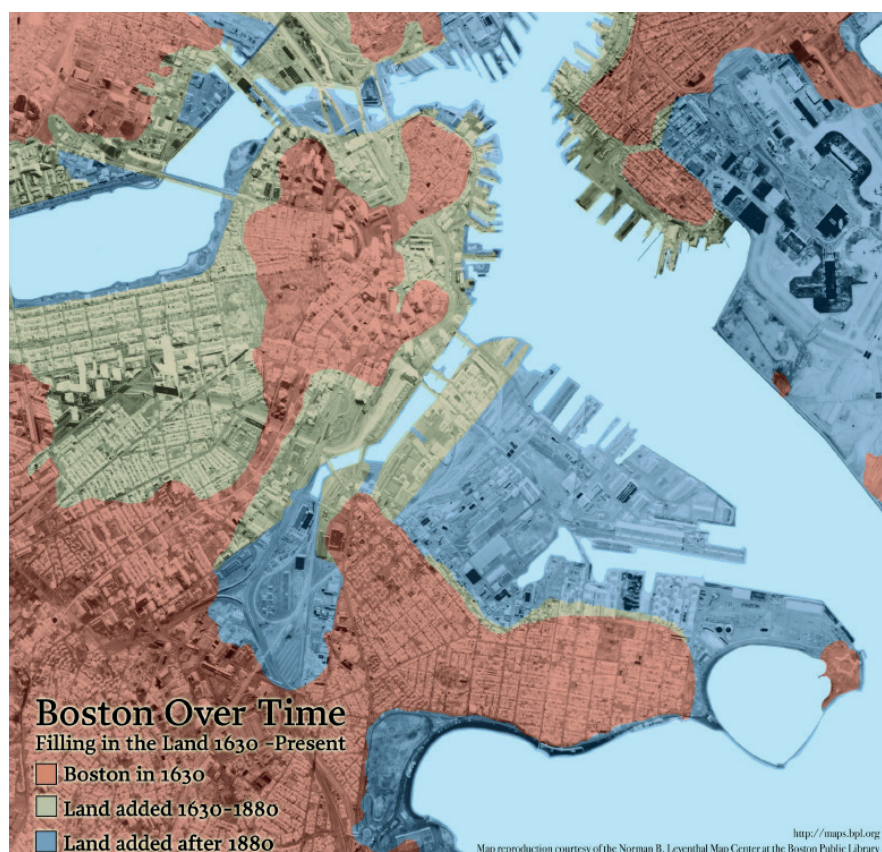 Boston Over Time
Filling in the Land 1630 -Present
Boston in 1630
Land added 1630-1880
Land added after 1880
http://maps.bpl.org
Map reproduction courtesy of the Norman B. Leventhal Map Center at the Boston Public Library